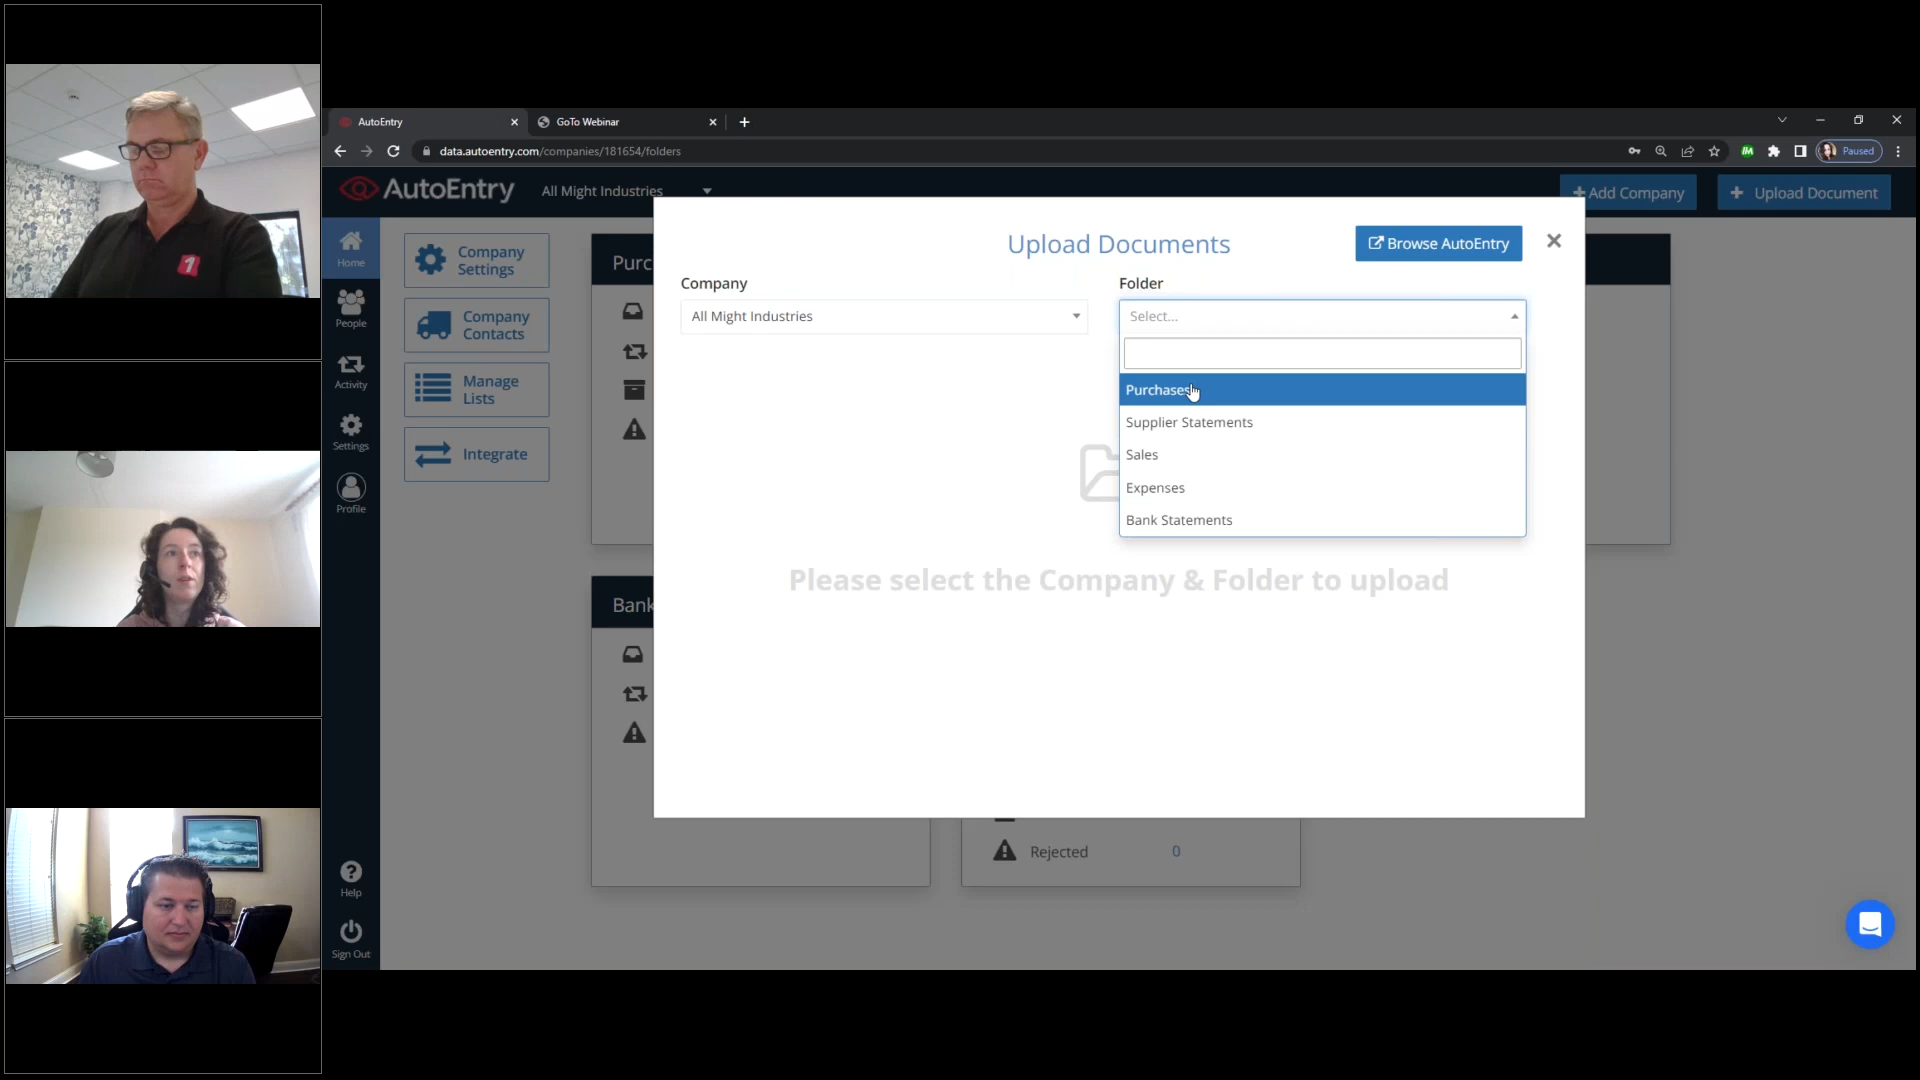 AutoEntry
GoTo Webinar
data.autoentry.com/companies/181654/folders
Paused
AutoEntry
All Might Industries
Add Company
Upload Document
Home
People
Activity
Settings
Profile
Help
Sign Out
Company
Settings
Company
Contacts
Manage
Lists
Integrate
Purc
Bank
Upload Documents
Browse AutoEntry
Company
All Might Industries
Folder
Select...
Purchases
Supplier Statements
Sales
Expenses
Bank Statements
Please select the Company & Folder to upload
Rejected
0
1